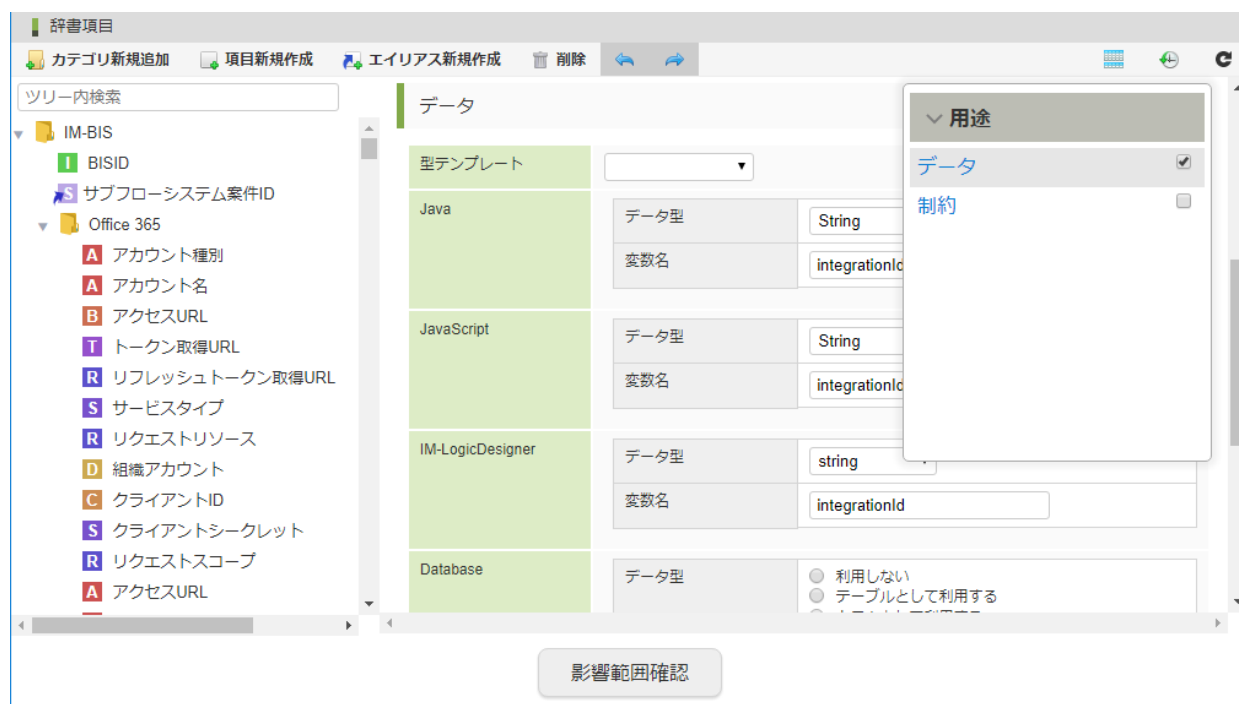 辞書項目
カテゴリ新規追加 項目新規作成 エイリアス新規作成 削除
ツリー内検索
IM-BIS
I BISID
S サブフローシステム案件ID
Office 365
A アカウント種別
A アカウント名
B アクセスURL
T トークン取得URL
R リフレッシュトークン取得URL
S サービスタイプ
R リクエストリソース
D 組織アカウント
C クライアントID
S クライアントシークレット
R リクエストスコープ
A アクセスURL
データ
型テンプレート
Java
データ型 String
変数名 integrationId
JavaScript
データ型 String
変数名 integrationId
IM-LogicDesigner
データ型 string
変数名 integrationId
Database
データ型 利用しない
テーブルとして利用する
用途
データ
制約
影響範囲確認